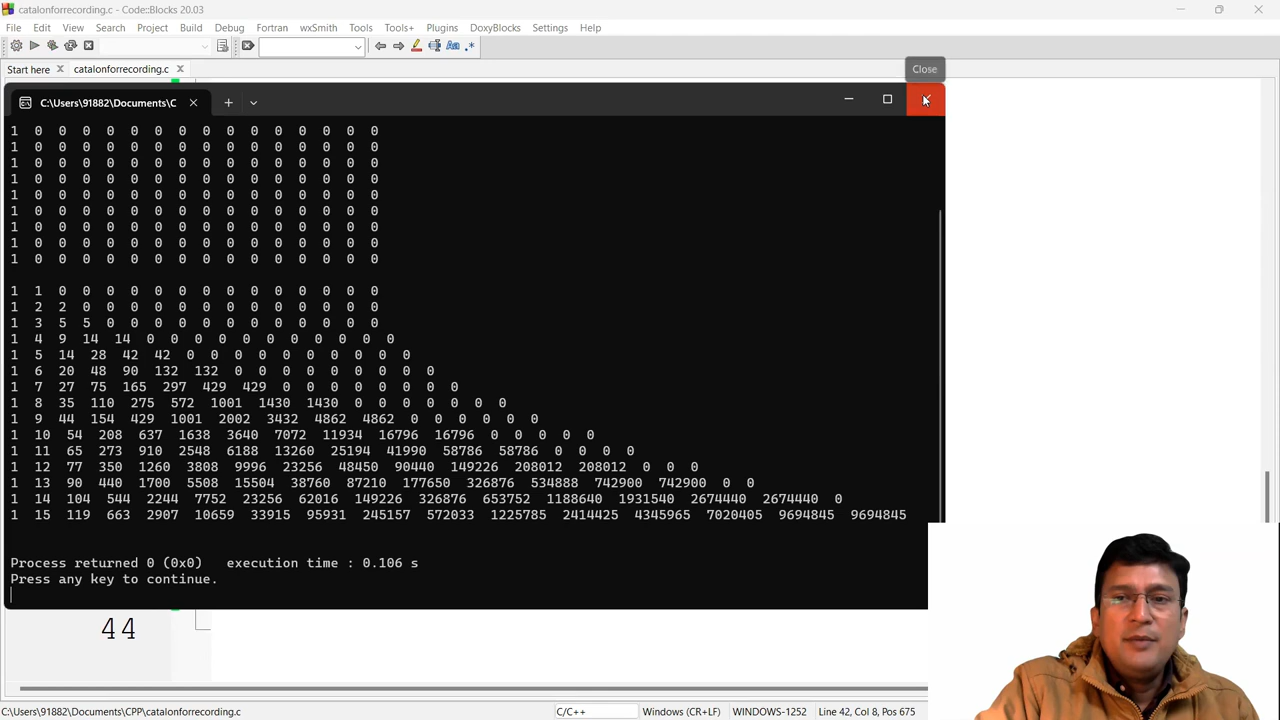 catalonforrecording.c - Code::Blocks 20.03
File Edit View Search Project Build Debug Fortran wxSmith Tools Tools+ Plugins DoxyBlocks Settings Help
Start here catalonforrecording.c
Close
C:\Users\91882\Documents\C
1 0 0 0 0 0 0 0 0 0 0 0 0 0 0 0
1 0 0 0 0 0 0 0 0 0 0 0 0 0 0 0
1 0 0 0 0 0 0 0 0 0 0 0 0 0 0 0
1 0 0 0 0 0 0 0 0 0 0 0 0 0 0 0
1 0 0 0 0 0 0 0 0 0 0 0 0 0 0 0
1 0 0 0 0 0 0 0 0 0 0 0 0 0 0 0
1 0 0 0 0 0 0 0 0 0 0 0 0 0 0 0
1 0 0 0 0 0 0 0 0 0 0 0 0 0 0 0
1 0 0 0 0 0 0 0 0 0 0 0 0 0 0 0
1 1 0 0 0 0 0 0 0 0 0 0 0 0 0 0
1 2 2 0 0 0 0 0 0 0 0 0 0 0 0 0
1 3 5 5 0 0 0 0 0 0 0 0 0 0 0 0
1 4 9 14 14 0 0 0 0 0 0 0 0 0 0 0
1 5 14 28 42 42 0 0 0 0 0 0 0 0 0 0
1 6 20 48 90 132 132 0 0 0 0 0 0 0 0 0
1 7 27 75 165 297 429 429 0 0 0 0 0 0 0 0
1 8 35 110 275 572 1001 1430 1430 0 0 0 0 0 0 0
1 9 44 154 429 1001 2002 3432 4862 4862 0 0 0 0 0 0
1 10 54 208 637 1638 3640 7072 11934 16796 16796 0 0 0 0 0
1 11 65 273 910 2548 6188 13260 25194 41990 58786 58786 0 0 0 0
1 12 77 350 1260 3808 9996 23256 48450 90440 149226 208012 208012 0 0 0
1 13 90 440 1700 5508 15504 38760 87210 177650 326876 534888 742900 742900 0 0
1 14 104 544 2244 7752 23256 62016 149226 326876 653752 1188640 1931540 2674440 2674440 0
1 15 119 663 2907 10659 33915 95931 245157 572033 1225785 2414425 4345965 7020405 9694845 9694845
Process returned 0 (0x0) execution time : 0.106 s
Press any key to continue.
44
C:\Users\91882\Documents\CPP\catalonforrecording.c C/C++ Windows (CR+LF) WINDOWS-1252 Line 42, Col 8, Pos 675